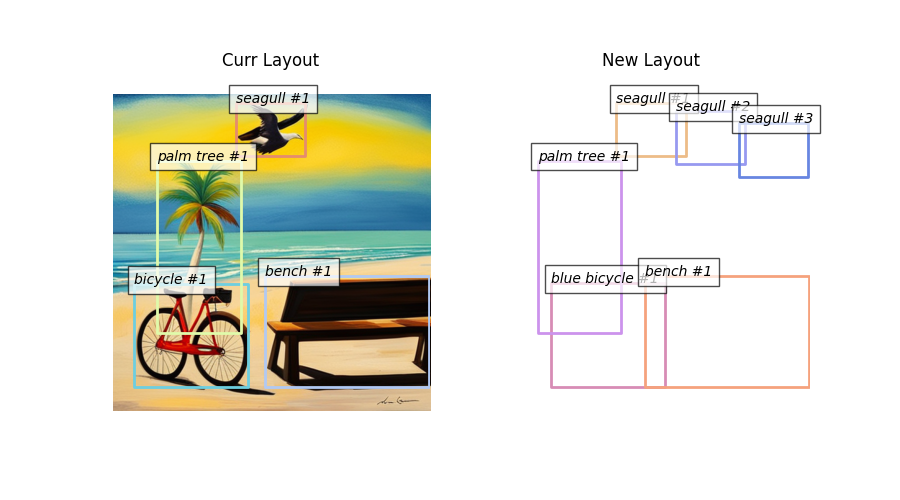 Curr Layout
New Layout
seagull #1
palm tree #1
bicycle #1
bench #1
seagull #1
seagull #2
seagull #3
palm tree #1
blue bicycle #1
bench #1